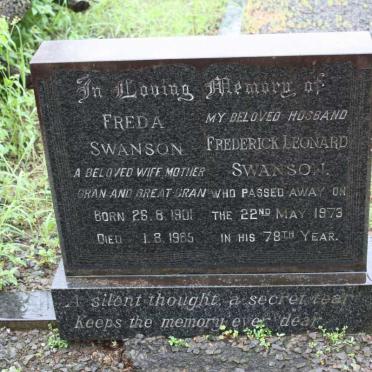 In Loving Memory of
FREDA
SWANSON
A BELOVED WIFE, MOTHER
GRAN AND GREAT-GRAN
BORN 26.8.1901
DIED 1.8.1985
MY BELOVED HUSBAND
FREDERICK LEONARD
SWANSON.
WHO PASSED AWAY ON
THE 22ND MAY 1973
IN HIS 78TH YEAR.
A silent thought, a secret tear
Keeps the memory ever dear